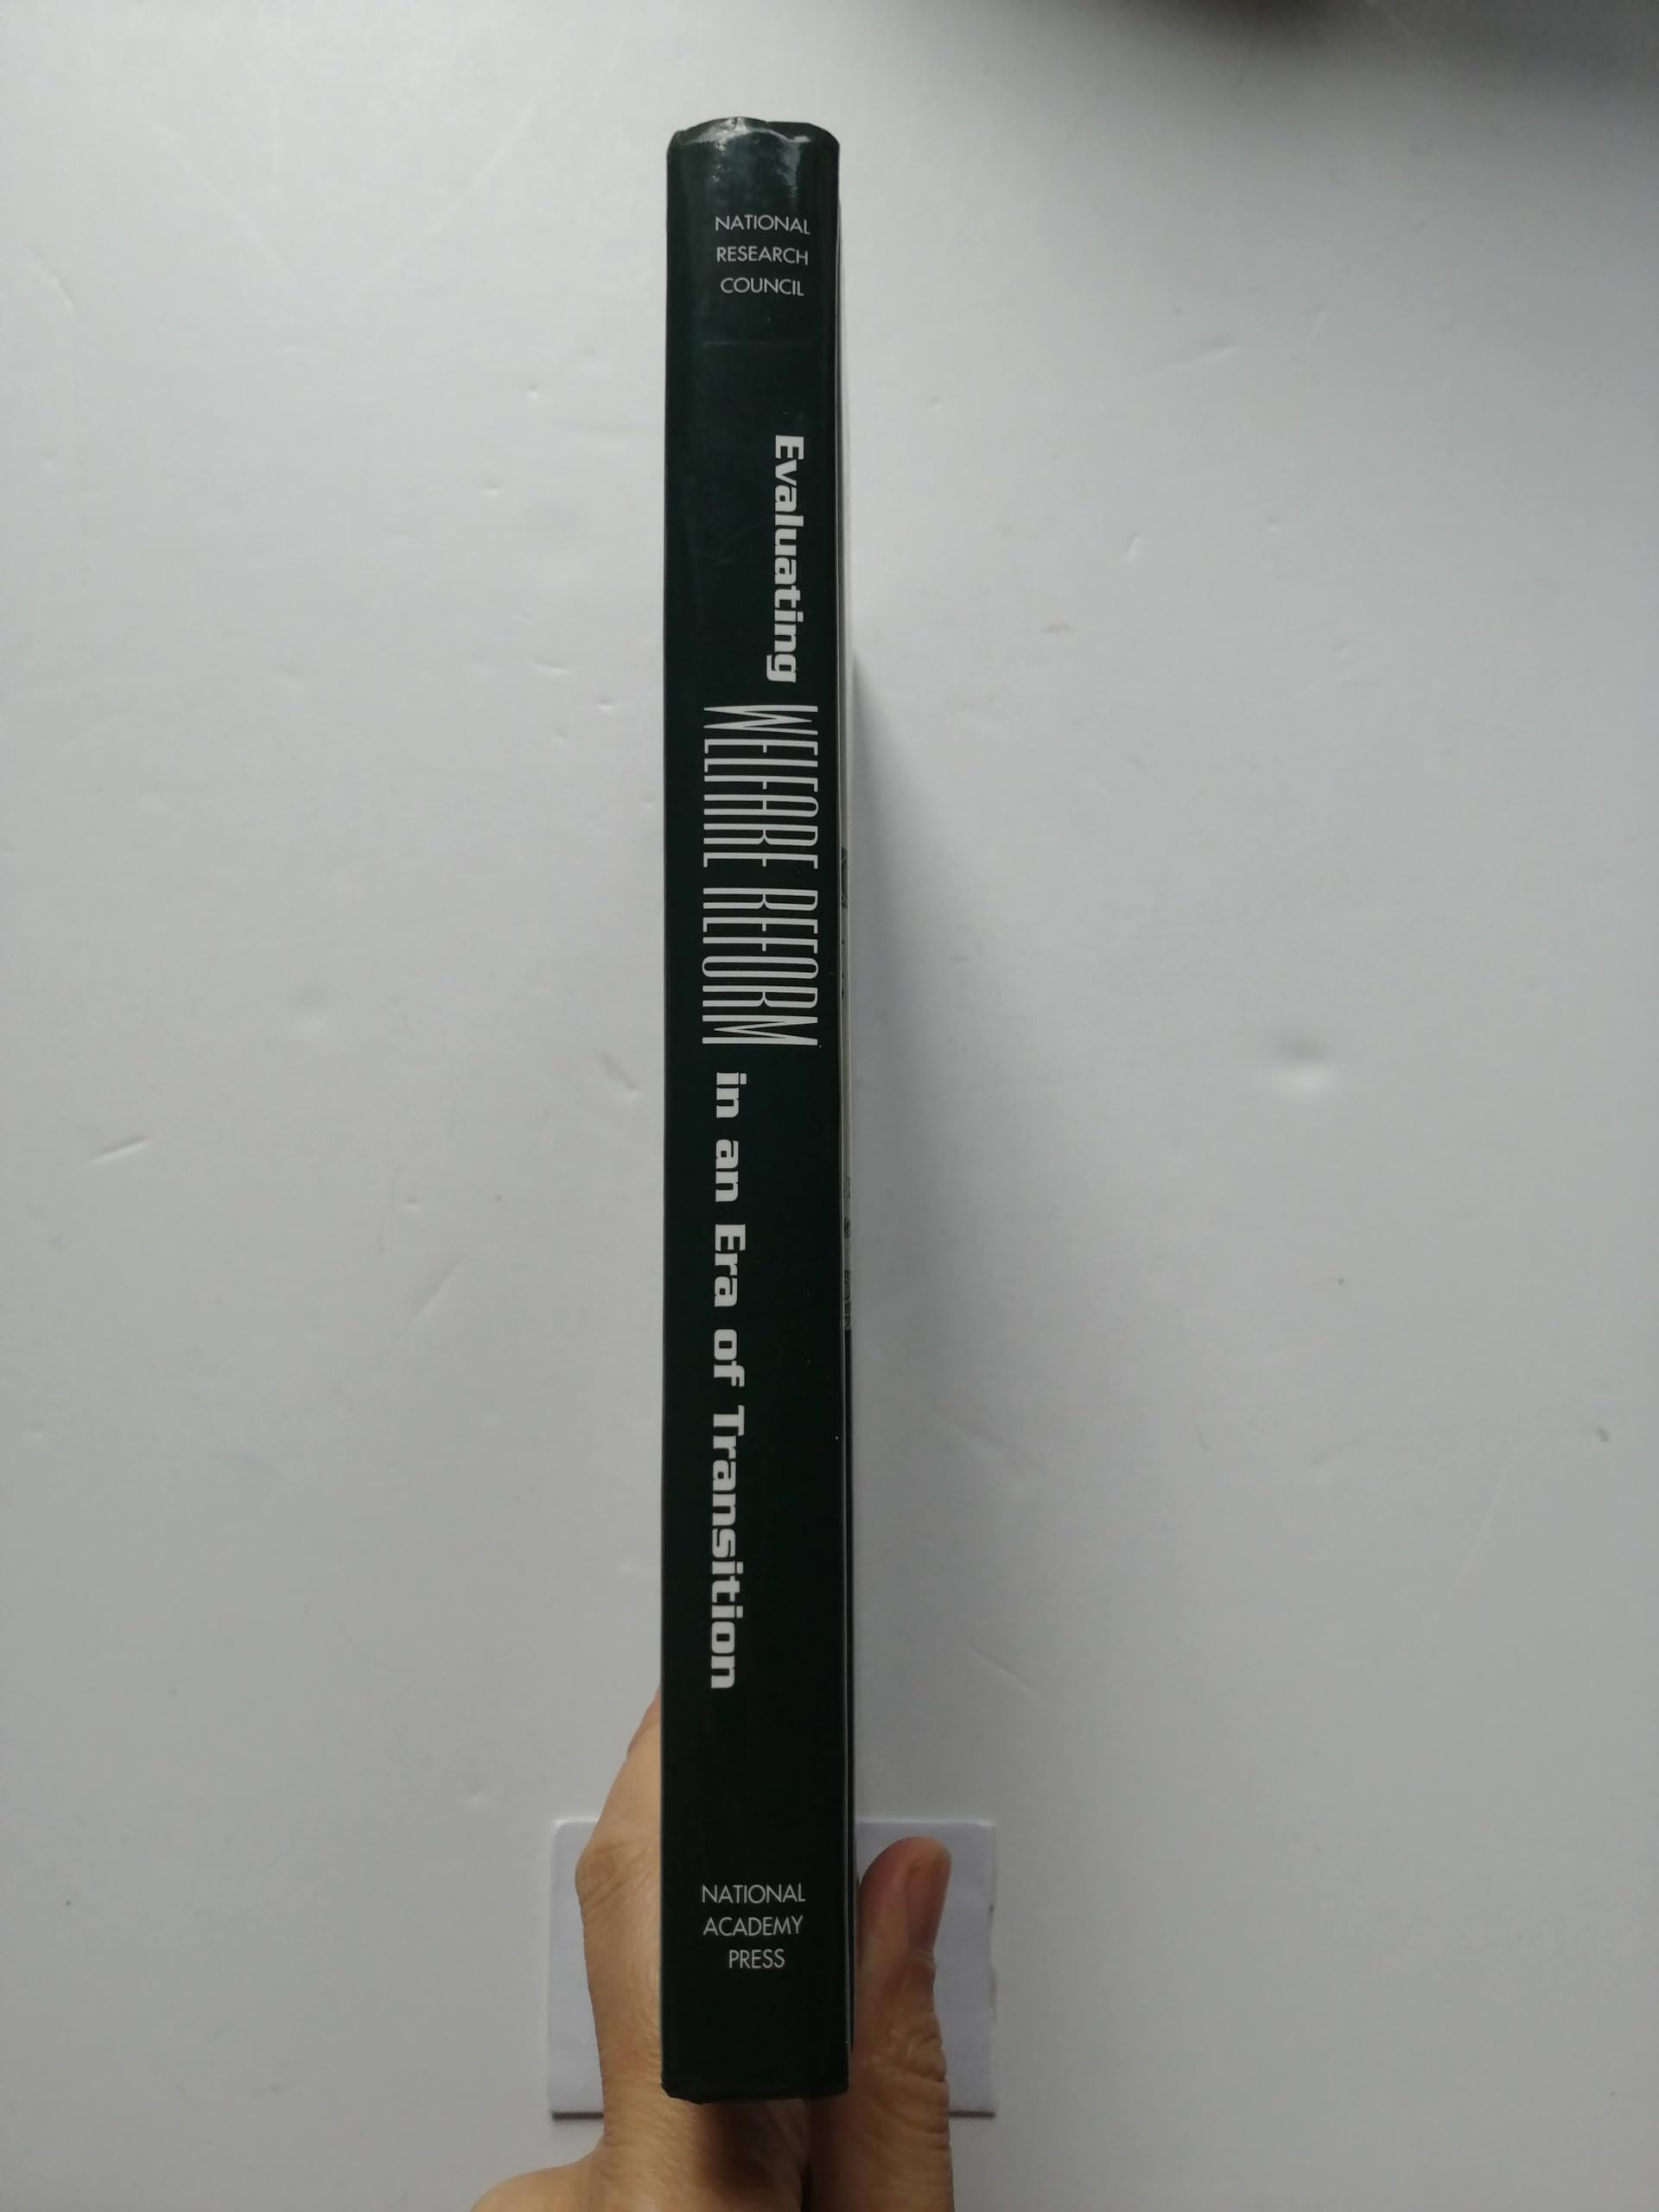 NATIONAL
RESEARCH
COUNCIL
Evaluating
WELFARE REFORM
in an Era of Transition
NATIONAL
ACADEMY
PRESS